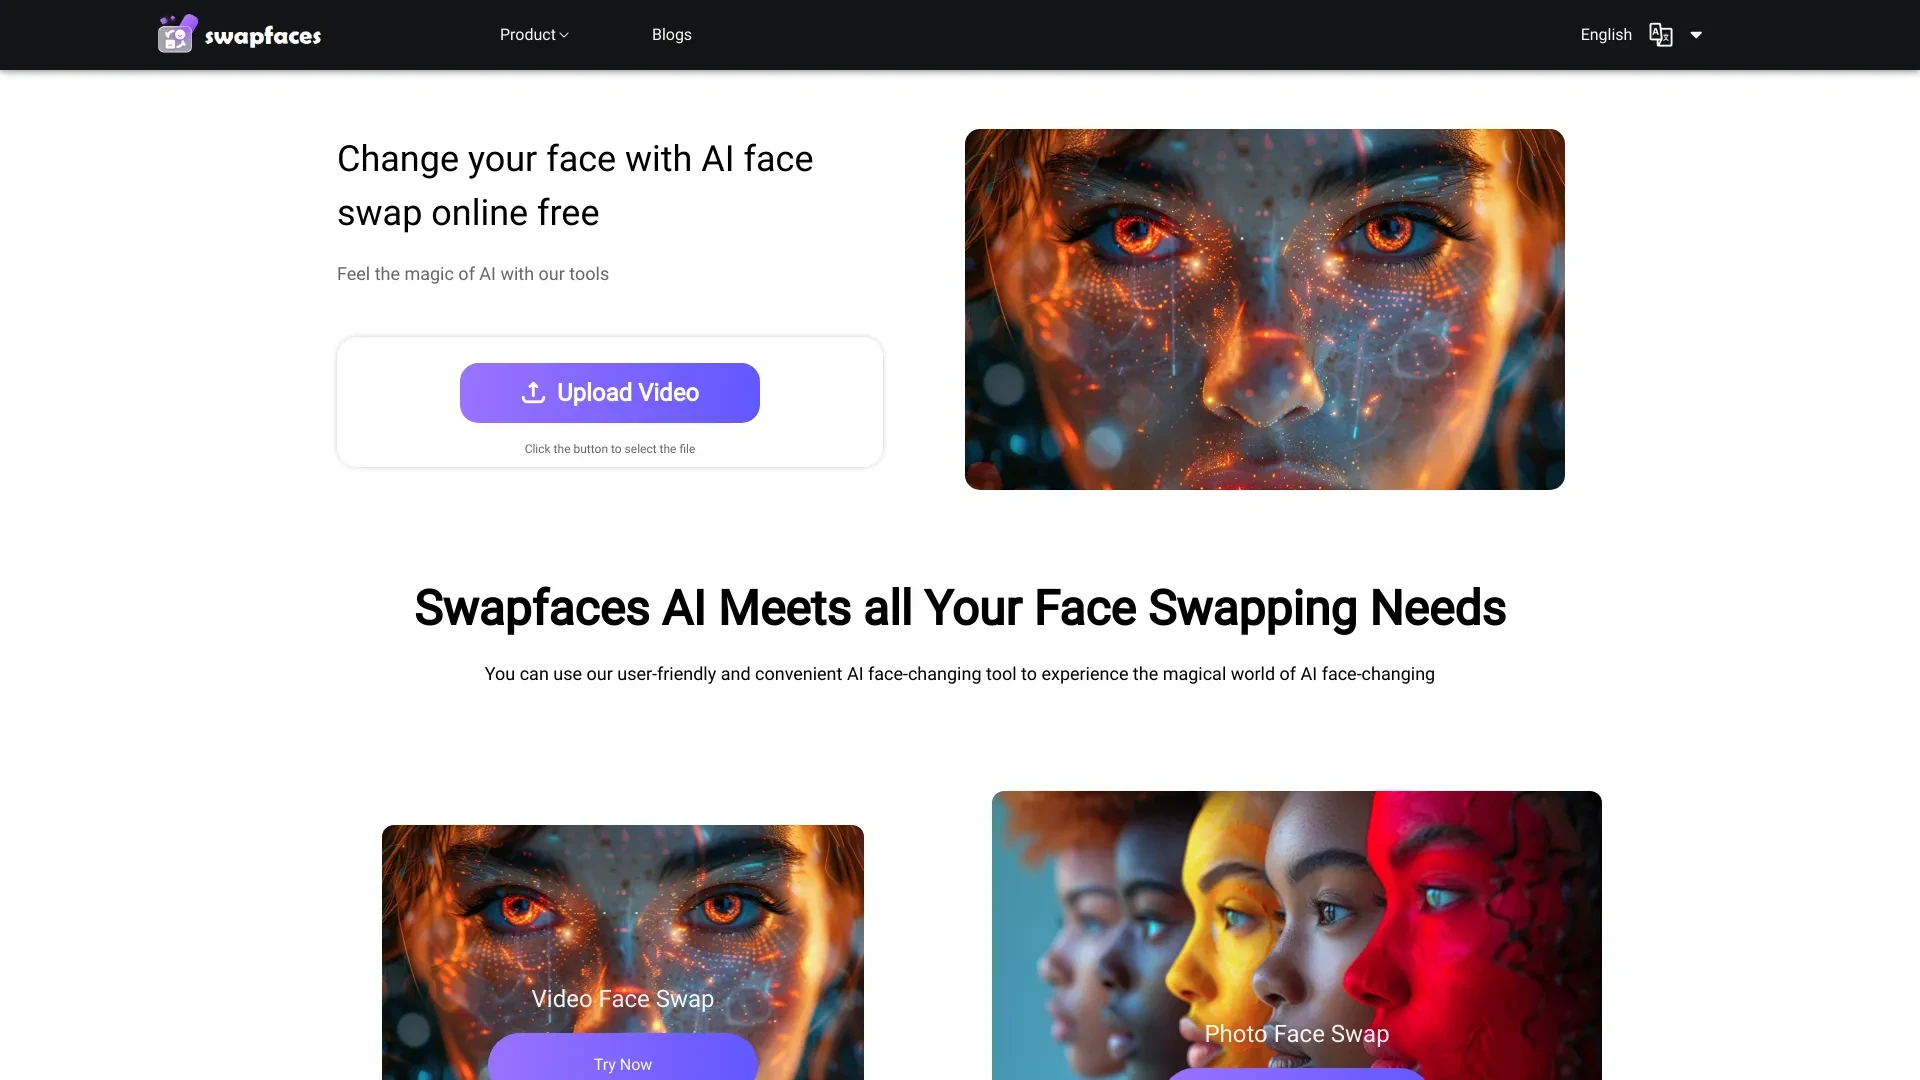 swapfaces
Product
Blogs
English
Change your face with AI face
swap online free
Feel the magic of AI with our tools
Upload Video
Click the button to select the file
Swapfaces AI Meets all Your Face Swapping Needs
You can use our user-friendly and convenient AI face-changing tool to experience the magical world of AI face-changing
Video Face Swap
Try Now
Photo Face Swap